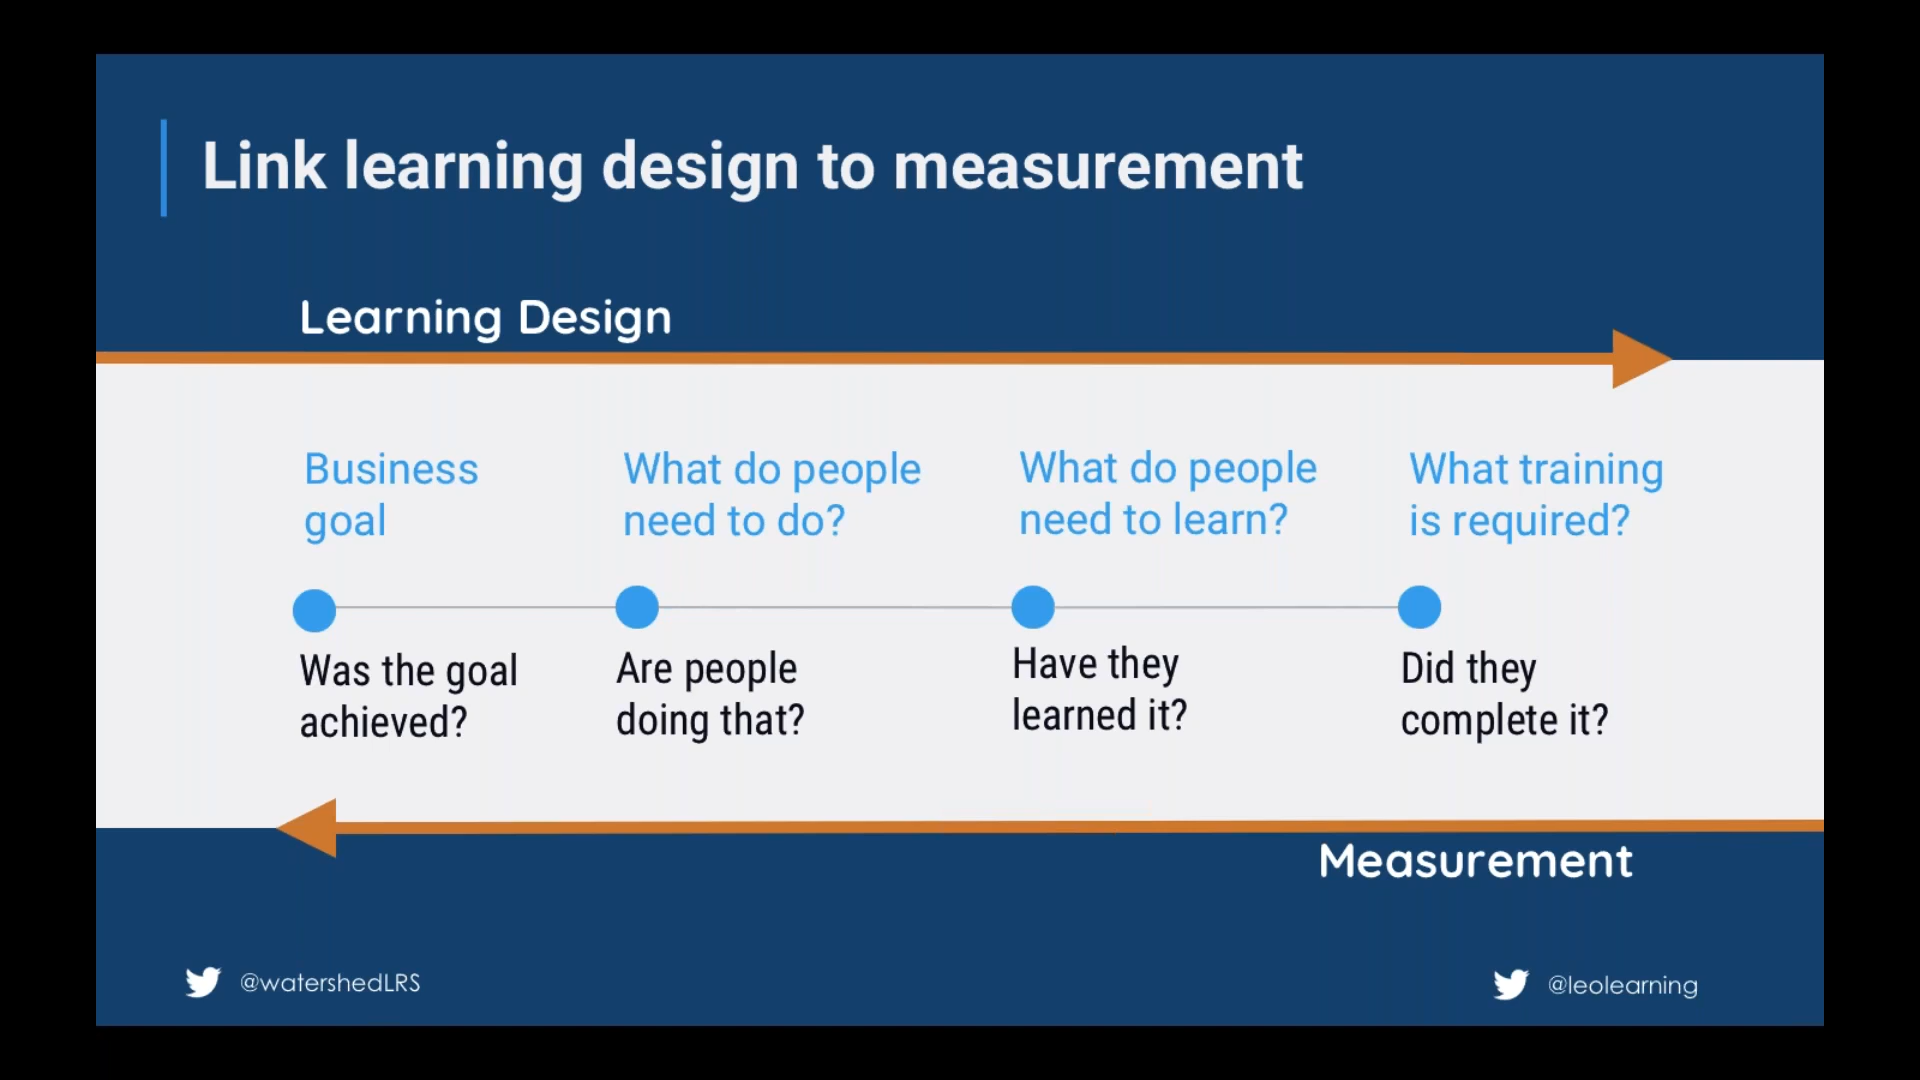 Link learning design to measurement
Learning Design
Business
goal
What do people
need to do?
What do people
need to learn?
What training
is required?
Was the goal
achieved?
Are people
doing that?
Have they
learned it?
Did they
complete it?
Measurement
@watershedLRS
@leolearning